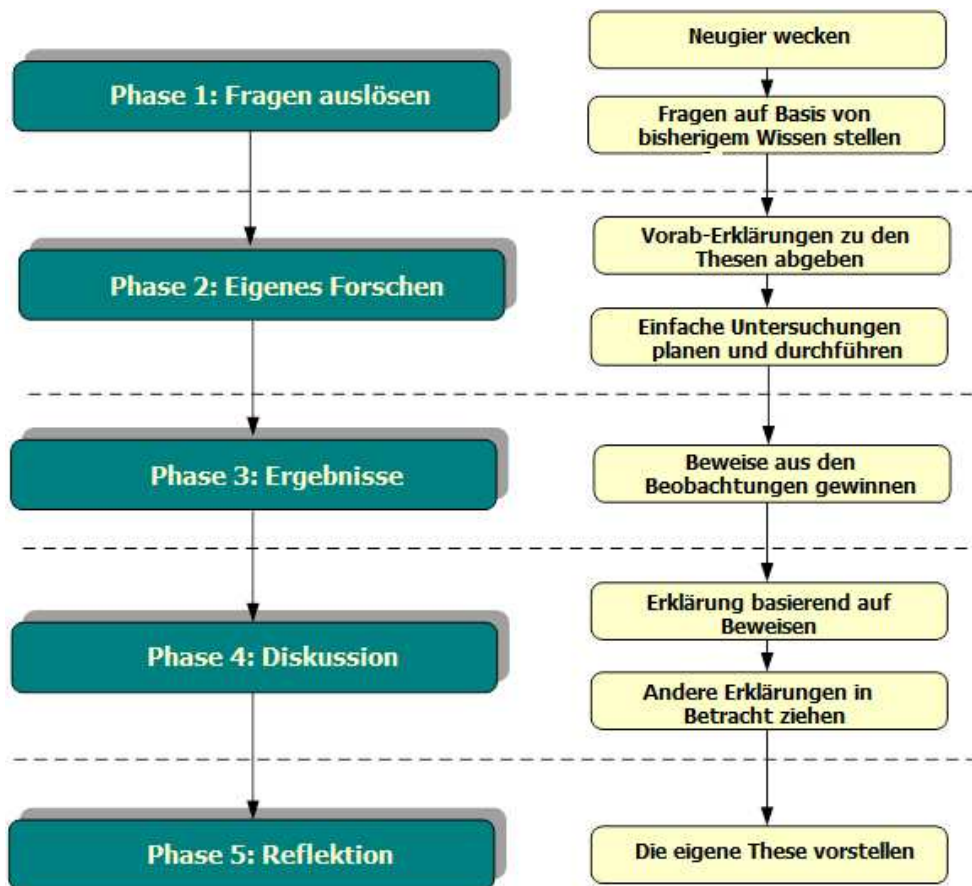 Neugier wecken
Phase 1: Fragen auslösen
Fragen auf Basis von
bisherigem Wissen stellen
Vorab-Erklärungen zu den
Thesen abgeben
Phase 2: Eigenes Forschen
Einfache Untersuchungen
planen und durchführen
Phase 3: Ergebnisse
Beweise aus den
Beobachtungen gewinnen
Erklärung basierend auf
Beweisen
Phase 4: Diskussion
Andere Erklärungen in
Betracht ziehen
Phase 5: Reflektion
Die eigene These vorstellen